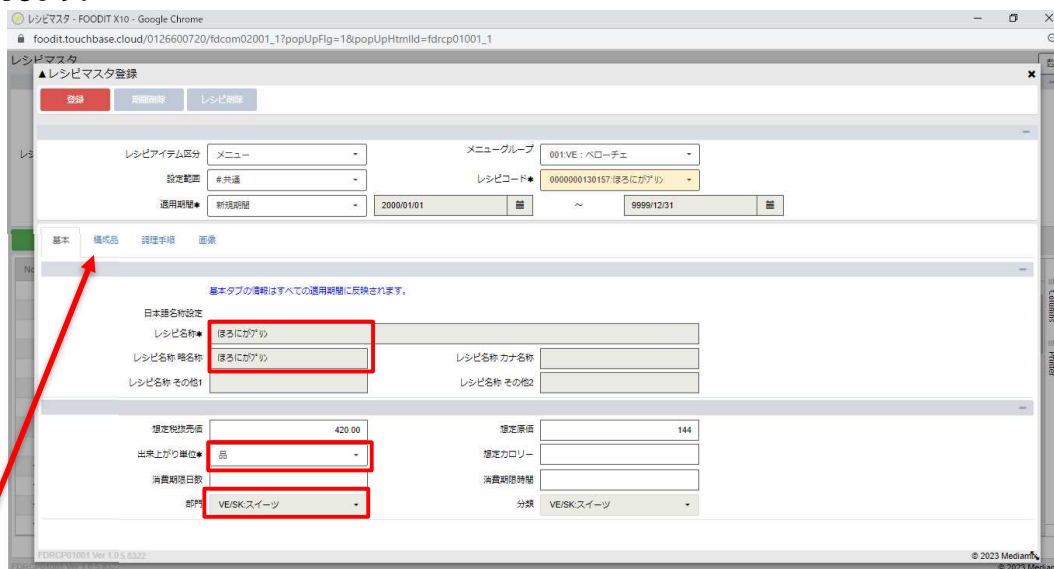 レシピマスタ - FOODIT X10 - Google Chrome
foodit.touchbase.cloud/0126600720/fdcom02001_1?popUpFlg=1&popUpHtmlId=fdrcp01001_1
レシピマスタ
▲レシピマスタ登録
登録 期間削除 レシピ削除
レシピアイテム区分 メニュー メニューグループ 001:VE：ベローチェ
設定範囲 #:共通 レシピコード✱ 0000000130157:ほろにがプリン
適用期間✱ 新規期間 2000/01/01 ～ 9999/12/31
基本 構成品 調理手順 画像
No
基本タブの情報はすべての適用期間に反映されます。
日本語名称設定
レシピ名称✱ ほろにがプリン
レシピ名称 略名称 ほろにがプリン レシピ名称 カナ名称
レシピ名称 その他1 レシピ名称 その他2
想定税抜売価 420.00 想定原価 144
出来上がり単位✱ 品 想定カロリー
消費期限日数 消費期限時間
部門 VE/SK:スイーツ 分類 VE/SK:スイーツ
Columns
Printer
FDRCP01001 Ver 1.0.5.8322 © 2023 Mediamix